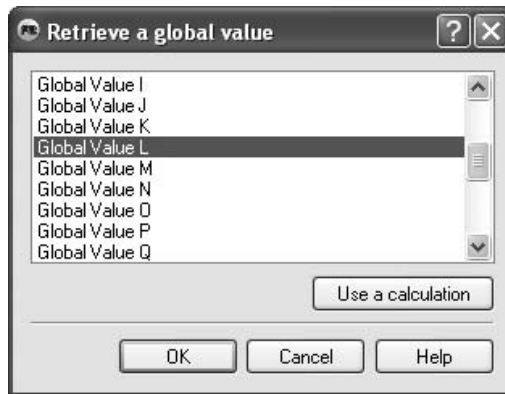 Retrieve a global value
Global Value I
Global Value J
Global Value K
Global Value L
Global Value M
Global Value N
Global Value O
Global Value P
Global Value Q
Use a calculation
OK
Cancel
Help